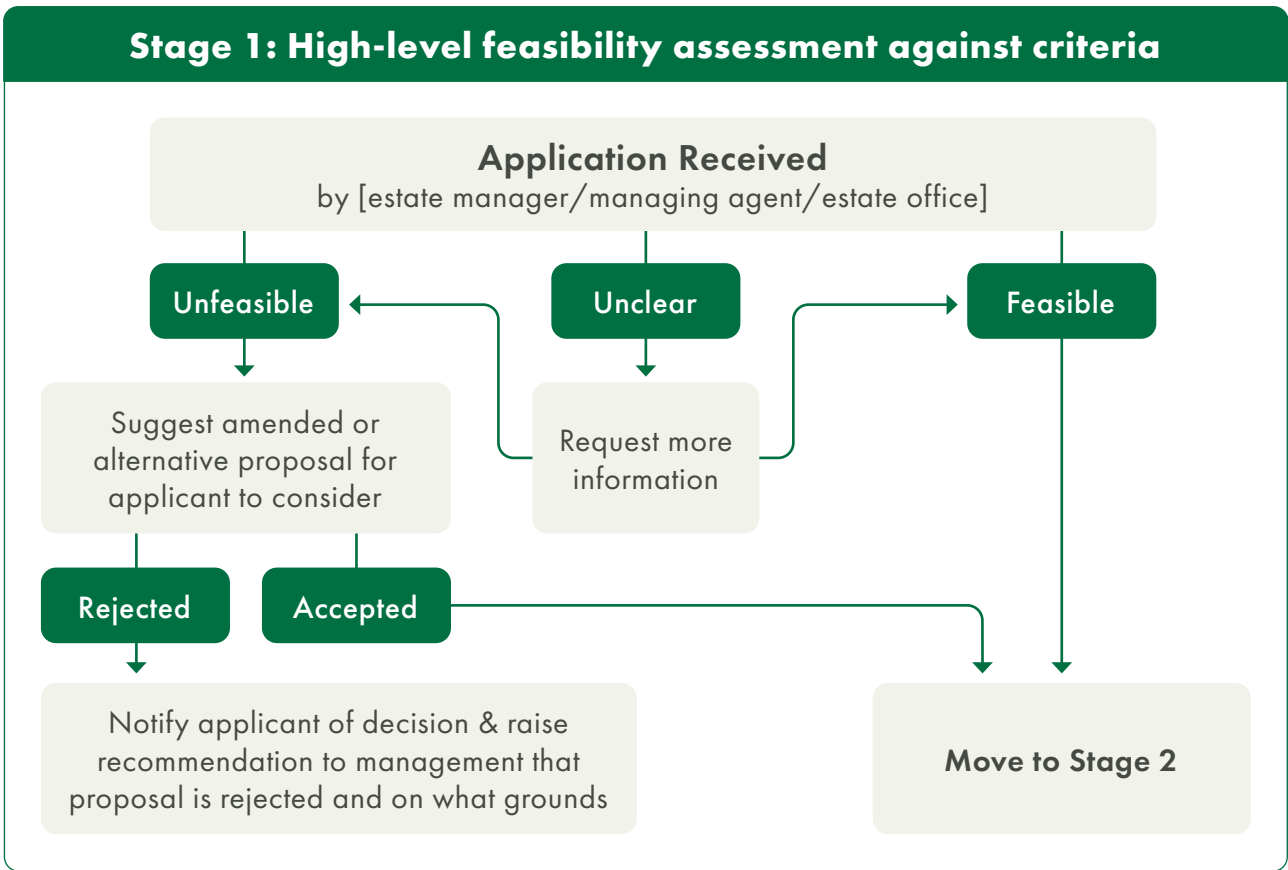 Stage 1: High-level feasibility assessment against criteria
Application Received
by [estate manager/managing agent/estate office]
Unfeasible
Unclear
Feasible
Suggest amended or
alternative proposal for
applicant to consider
Request more
information
Rejected
Accepted
Notify applicant of decision & raise
recommendation to management that
proposal is rejected and on what grounds
Move to Stage 2